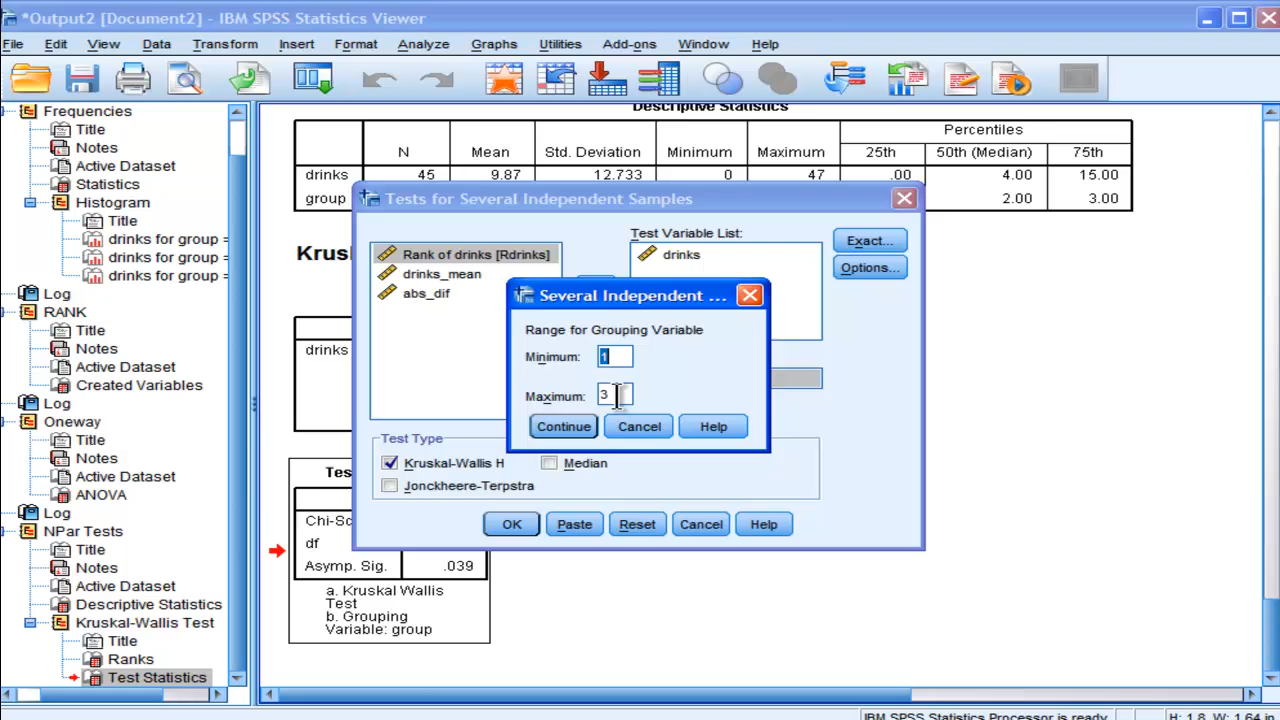 *Output2 [Document2] - IBM SPSS Statistics Viewer
File Edit View Data Transform Insert Format Analyze Graphs Utilities Add-ons Window Help
Frequencies
Title
Notes
Active Dataset
Statistics
Histogram
Title
drinks for group =
drinks for group =
drinks for group =
Log
RANK
Title
Notes
Active Dataset
Created Variables
Log
Oneway
Title
Notes
Active Dataset
ANOVA
Log
NPar Tests
Title
Notes
Active Dataset
Descriptive Statistics
Kruskal-Wallis Test
Title
Ranks
Test Statistics
Descriptive Statistics
Percentiles
N Mean Std. Deviation Minimum Maximum 25th 50th (Median) 75th
drinks 45 9.87 12.733 0 47 .00 4.00 15.00
group 2.00 3.00
Krus
drinks
Tes
Chi-Sc
df
Asymp. Sig. .039
a. Kruskal Wallis
Test
b. Grouping
Variable: group
Tests for Several Independent Samples
Rank of drinks [Rdrinks]
drinks_mean
abs_dif
Test Variable List:
drinks
Exact...
Options...
Test Type
Kruskal-Wallis H Median
Jonckheere-Terpstra
OK Paste Reset Cancel Help
Several Independent ...
Range for Grouping Variable
Minimum: 1
Maximum: 3
Continue Cancel Help
IBM SPSS Statistics Processor is ready H: 1.8, W: 1.64 in